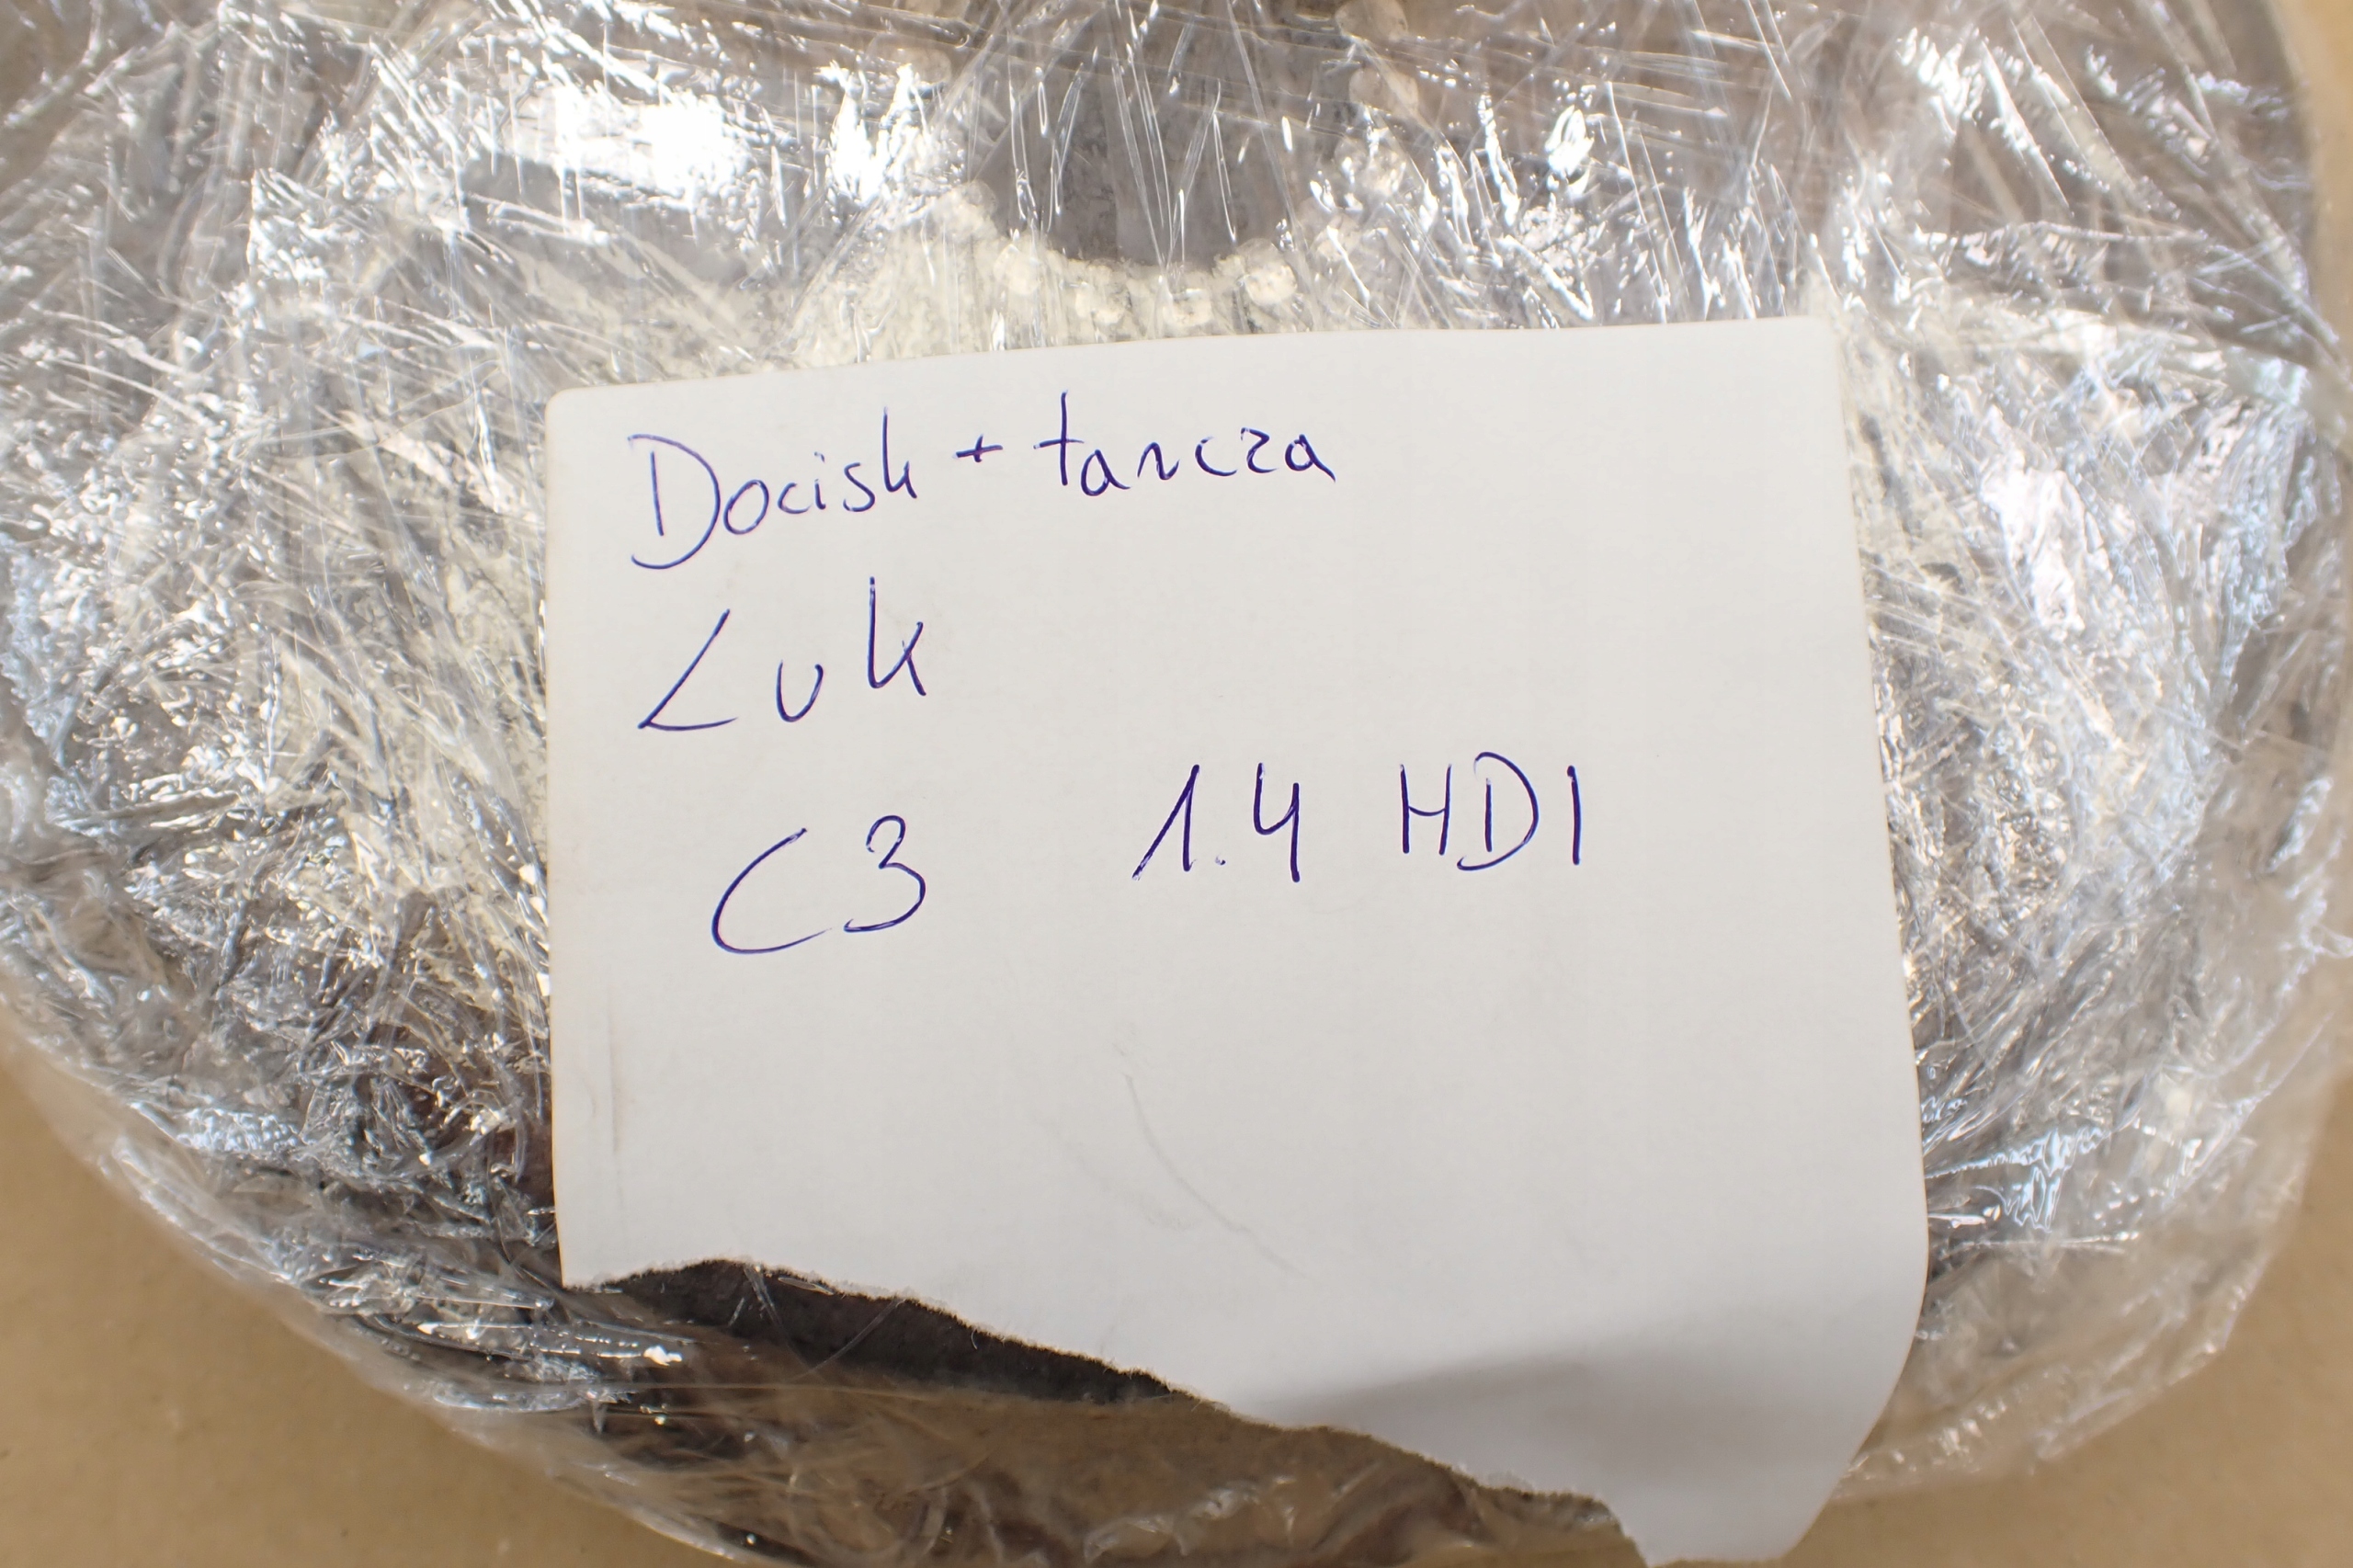 Docisk + tarcza
Luk
C3 1.4 HDI